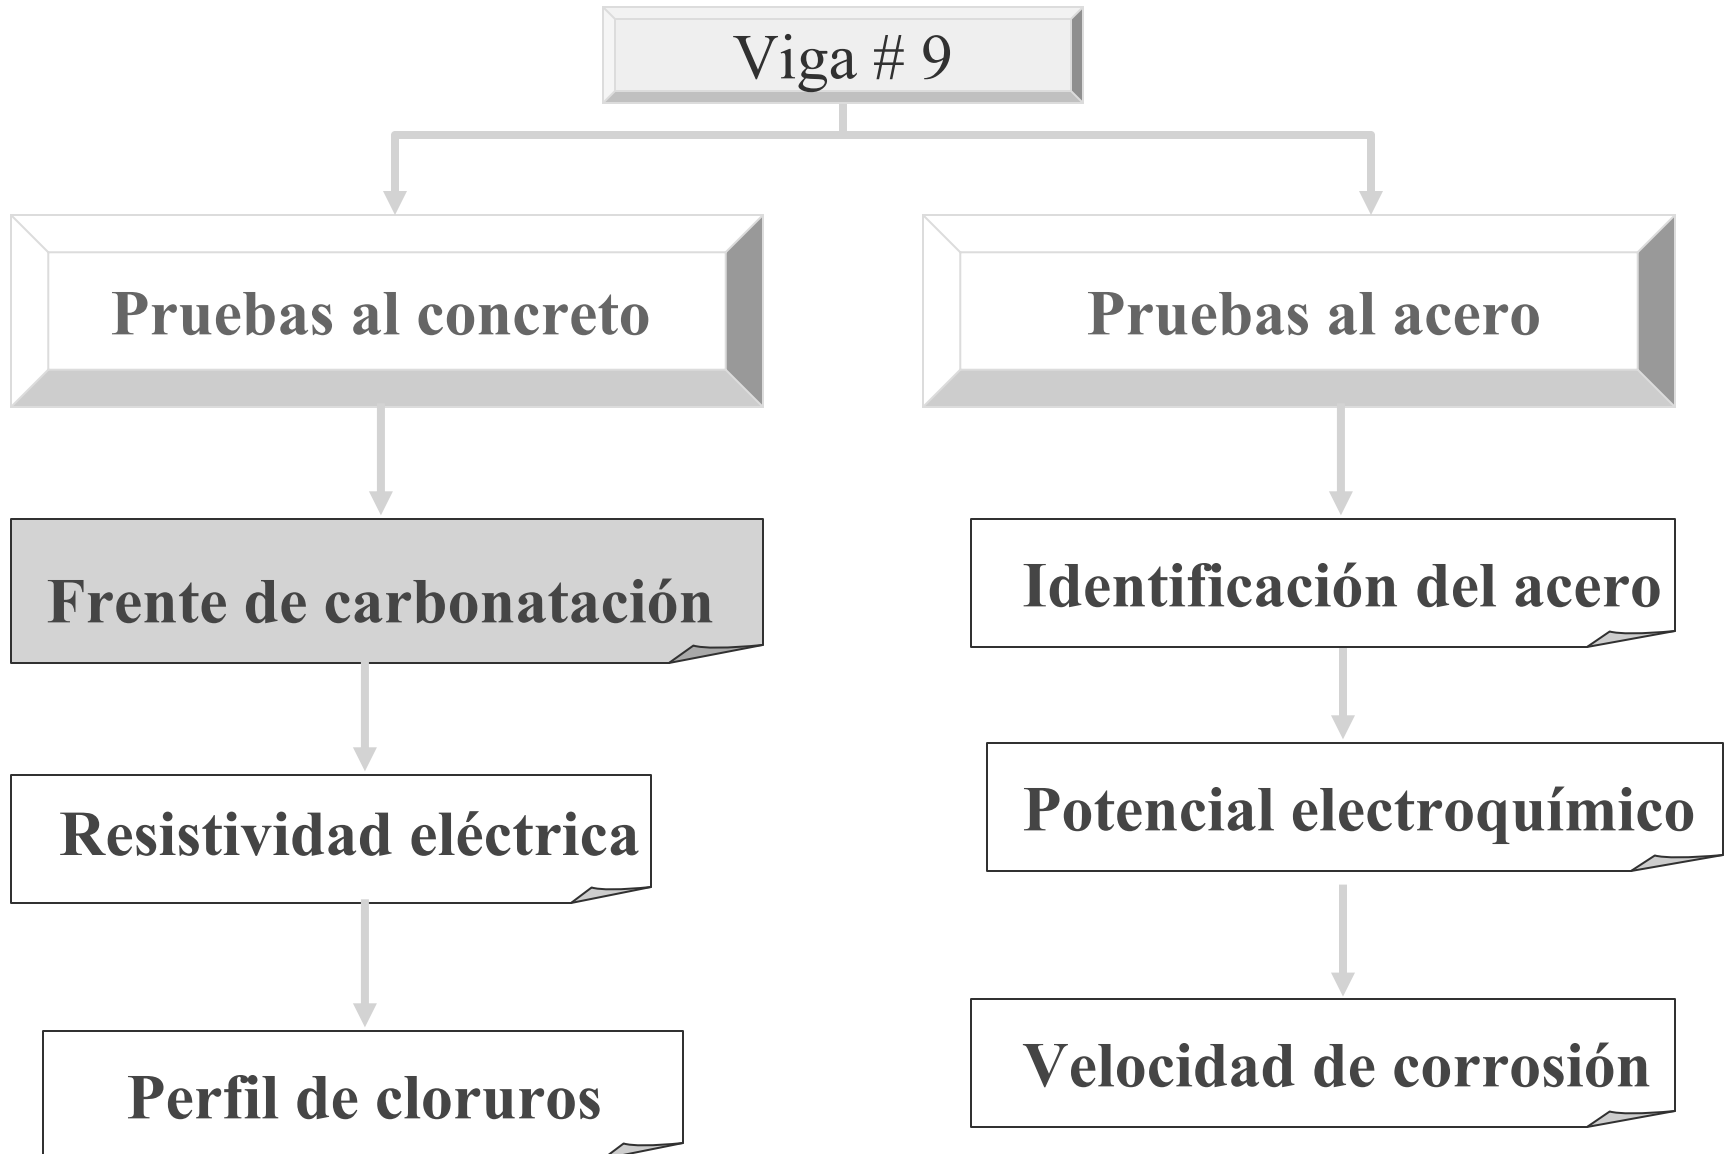 Viga # 9
Pruebas al concreto
Pruebas al acero
Frente de carbonatación
Identificación del acero
Resistividad eléctrica
Potencial electroquímico
Perfil de cloruros
Velocidad de corrosión